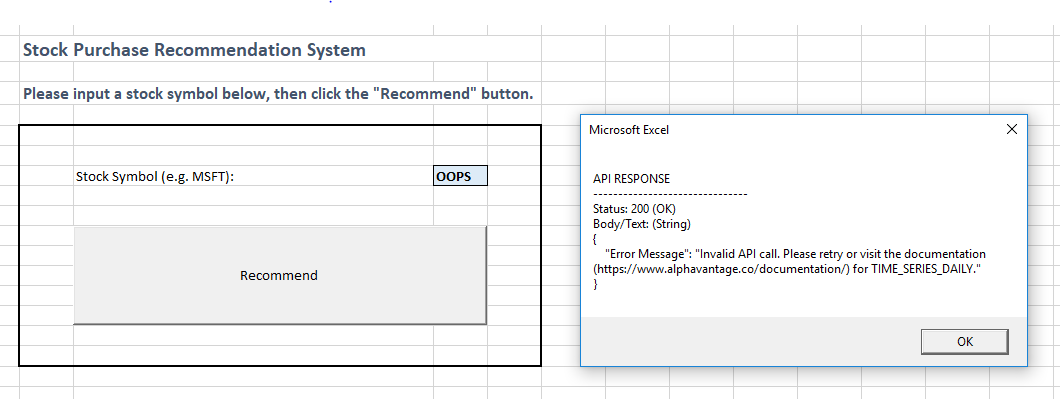 Stock Purchase Recommendation System
Please input a stock symbol below, then click the "Recommend" button.
Stock Symbol (e.g. MSFT): OOPS
Recommend
Microsoft Excel
API RESPONSE
------------------------------
Status: 200 (OK)
Body/Text: (String)
{
"Error Message": "Invalid API call. Please retry or visit the documentation
(https://www.alphavantage.co/documentation/) for TIME_SERIES_DAILY."
}
OK